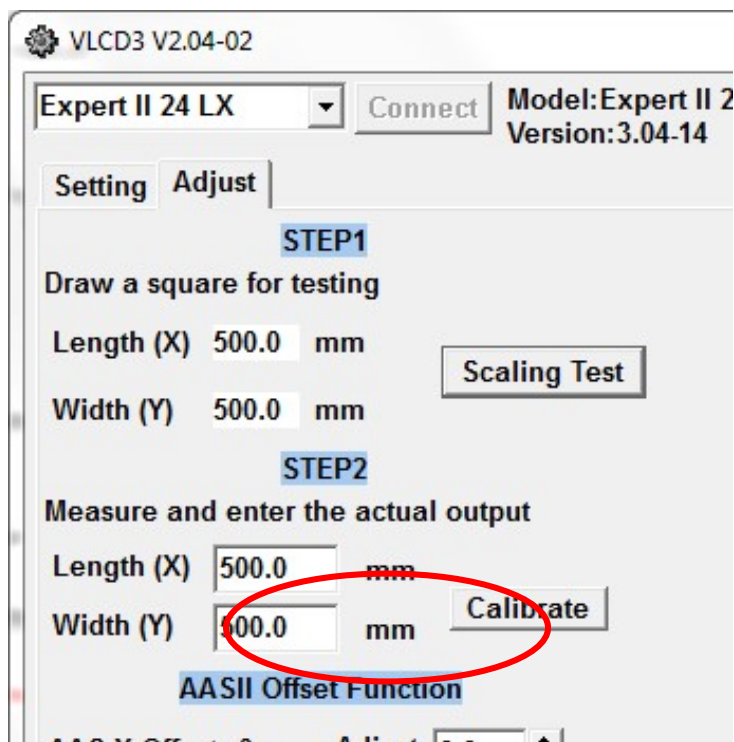 VLCD3 V2.04-02
Expert II 24 LX Connect Model:Expert II 2
Version:3.04-14
Setting Adjust
STEP1
Draw a square for testing
Length (X) 500.0 mm
Scaling Test
Width (Y) 500.0 mm
STEP2
Measure and enter the actual output
Length (X) 500.0 mm
Calibrate
Width (Y) 500.0 mm
AASII Offset Function